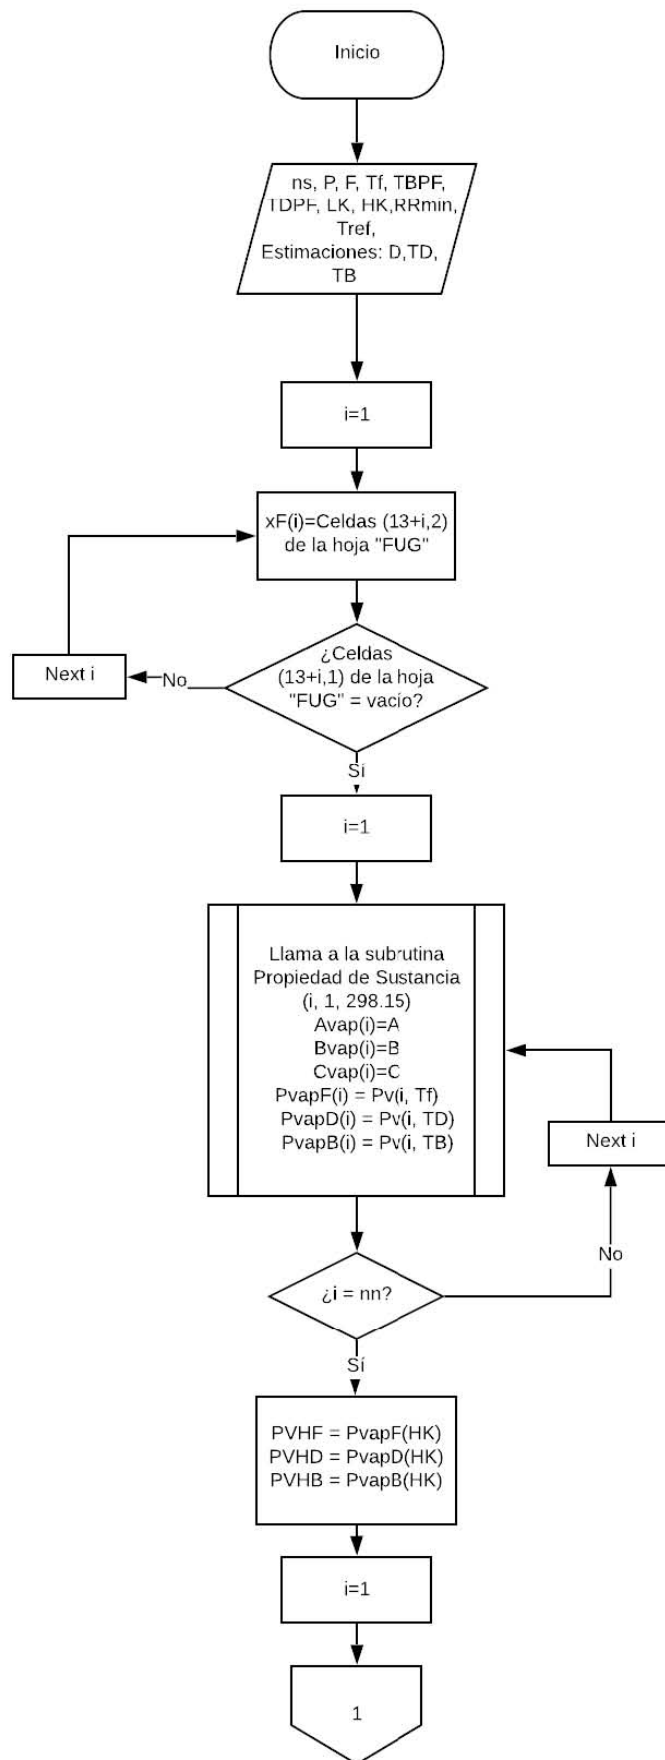 Inicio
ns, P, F, Tf, TBPF,
TDPF, LK, HK,RRmin,
Tref,
Estimaciones: D,TD,
TB
i=1
xF(i)=Celdas (13+i,2)
de la hoja "FUG"
¿Celdas
(13+i,1) de la hoja
"FUG" = vacío?
No
Next i
Sí
i=1
Llama a la subrutina
Propiedad de Sustancia
(i, 1, 298.15)
Avap(i)=A
Bvap(i)=B
Cvap(i)=C
PvapF(i) = Pv(i, Tf)
PvapD(i) = Pv(i, TD)
PvapB(i) = Pv(i, TB)
Next i
No
¿i = nn?
Sí
PVHF = PvapF(HK)
PVHD = PvapD(HK)
PVHB = PvapB(HK)
i=1
1